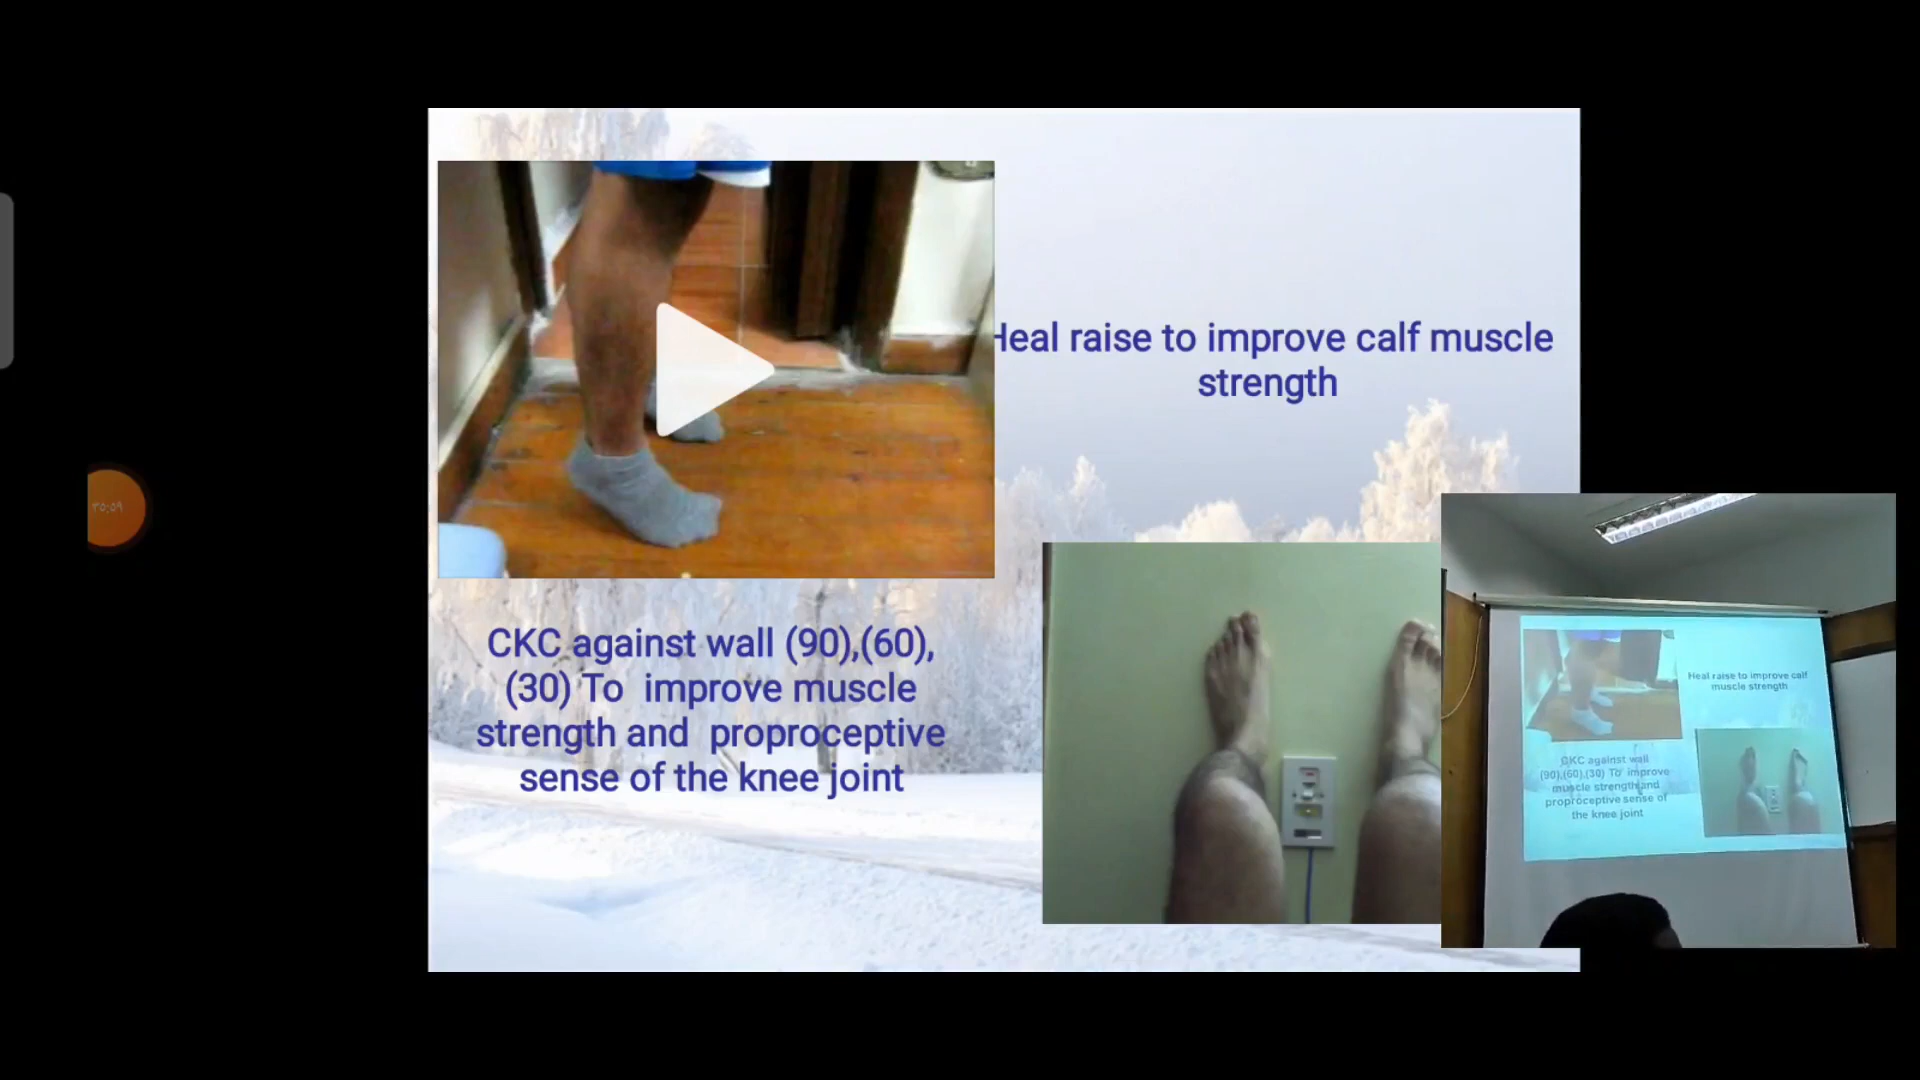 Heal raise to improve calf muscle
strength
CKC against wall (90),(60),
(30) To improve muscle
strength and proproceptive
sense of the knee joint
٣٥:٥٩
Heal raise to improve calf
muscle strength
CKC against wall
(90),(60),(30) To improve
muscle strength and
proproceptive sense of
the knee joint